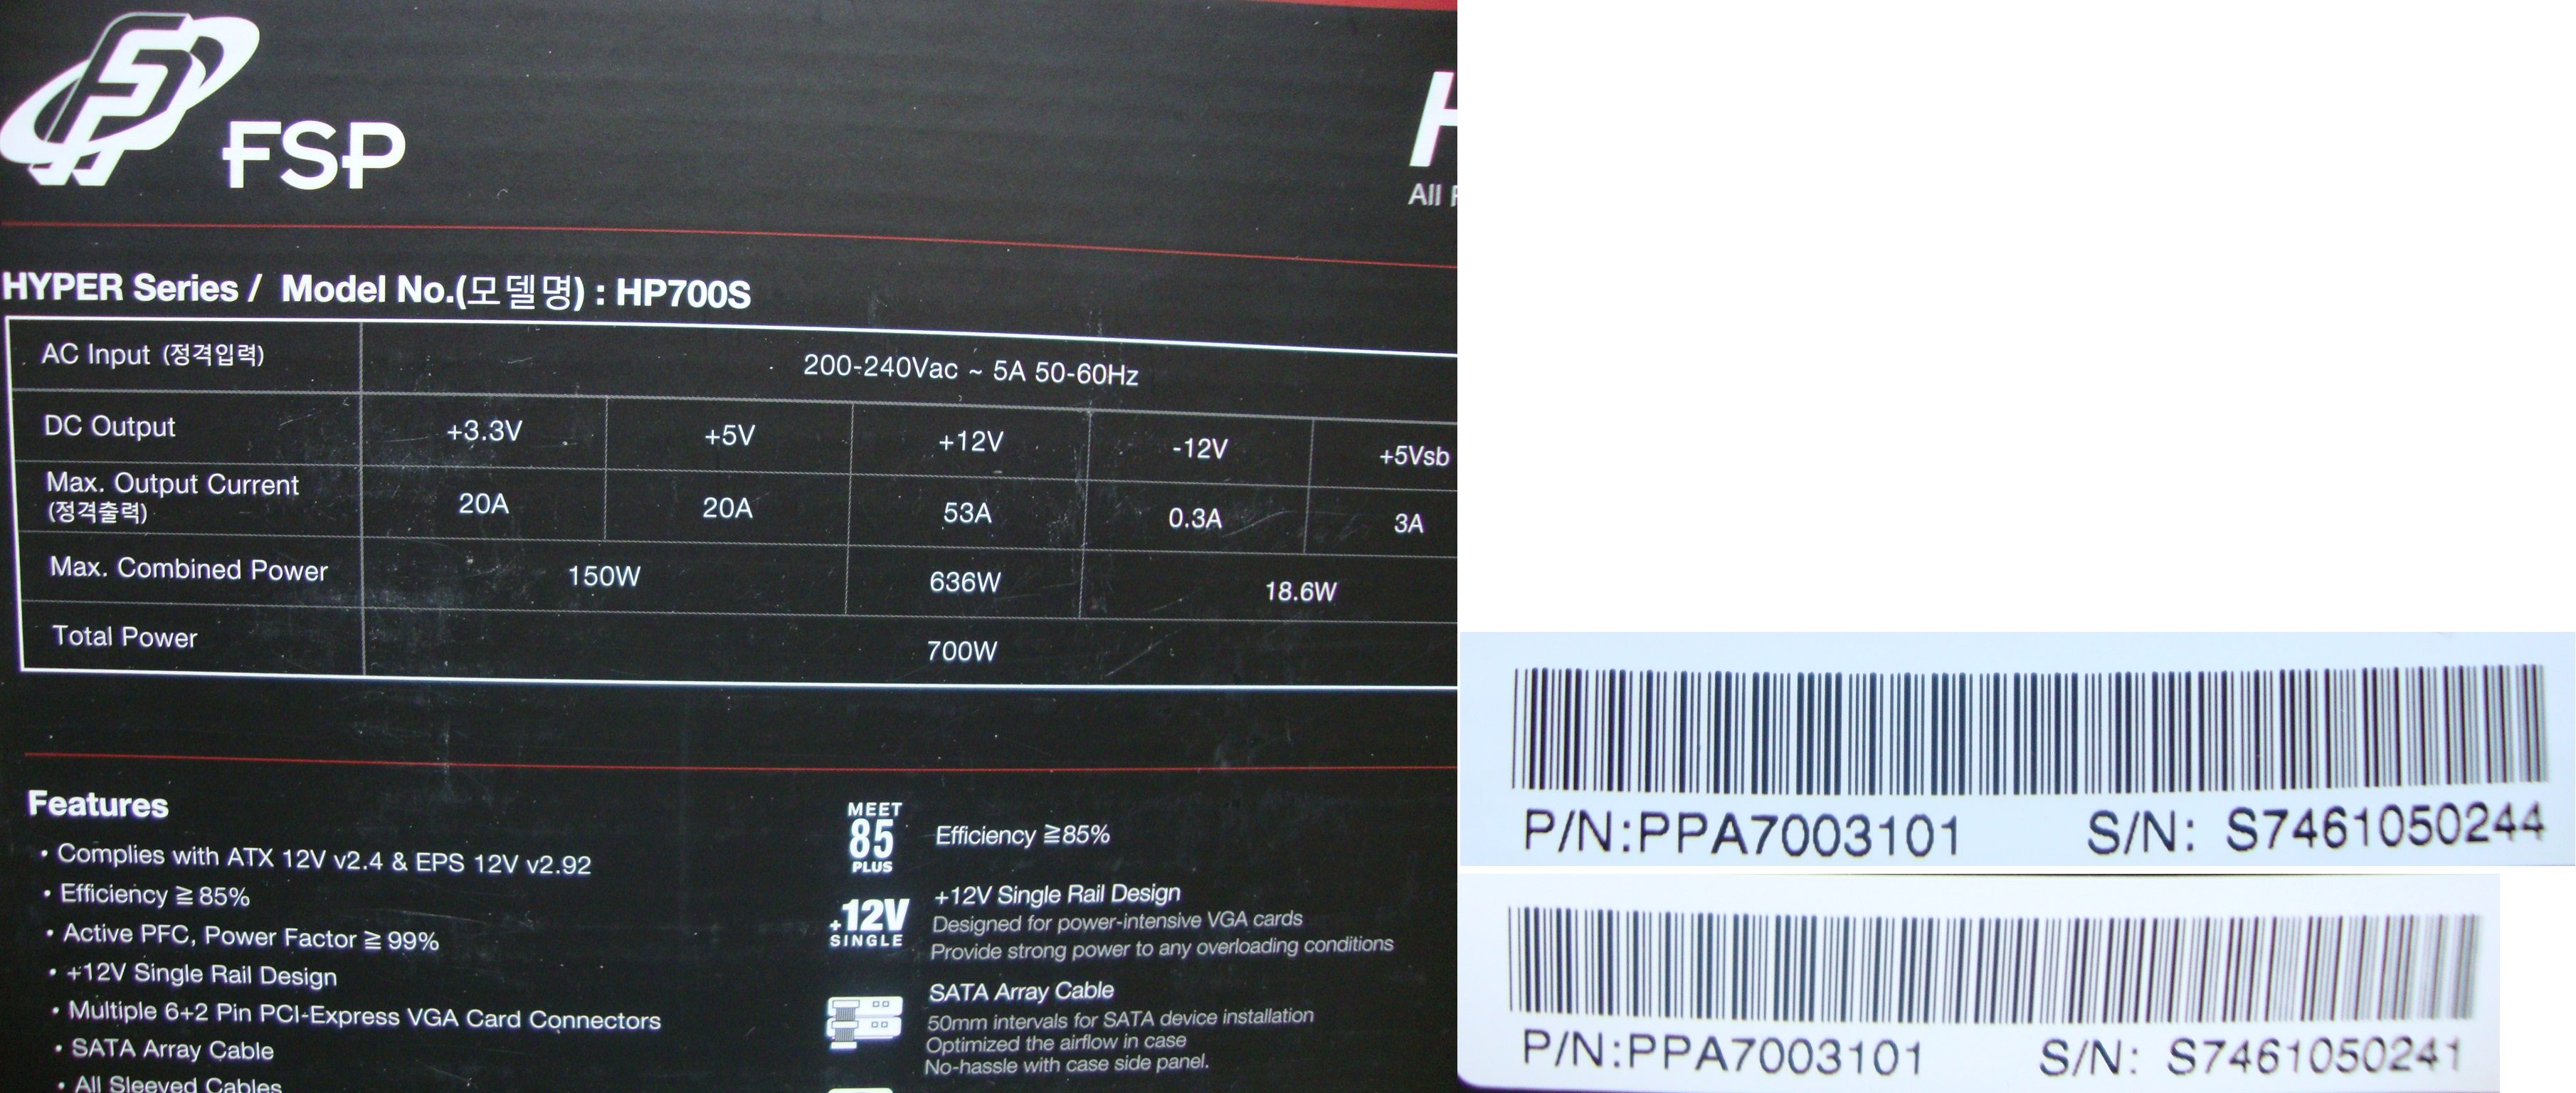 FSP
H
All
HYPER Series / Model No.(모델명) : HP700S
AC Input (정격입력) 200-240Vac ~ 5A 50-60Hz
DC Output +3.3V +5V +12V -12V +5Vsb
Max. Output Current (정격출력) 20A 20A 53A 0.3A 3A
Max. Combined Power 150W 636W 18.6W
Total Power 700W
Features
• Complies with ATX 12V v2.4 & EPS 12V v2.92
• Efficiency ≧ 85%
• Active PFC, Power Factor ≧ 99%
• +12V Single Rail Design
• Multiple 6+2 Pin PCI-Express VGA Card Connectors
• SATA Array Cable
• All Sleeved Cables
MEET
85
PLUS
Efficiency ≧85%
+12V
SINGLE
+12V Single Rail Design
Designed for power-intensive VGA cards
Provide strong power to any overloading conditions
SATA Array Cable
50mm intervals for SATA device installation
Optimized the airflow in case
No-hassle with case side panel.
P/N:PPA7003101 S/N: S7461050244
P/N:PPA7003101 S/N: S7461050241